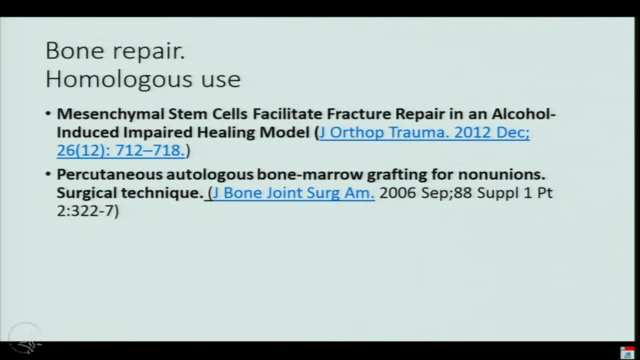 Bone repair.
Homologous use
• Mesenchymal Stem Cells Facilitate Fracture Repair in an Alcohol-
Induced Impaired Healing Model (J Orthop Trauma. 2012 Dec;
26(12): 712–718.)
• Percutaneous autologous bone-marrow grafting for nonunions.
Surgical technique. (J Bone Joint Surg Am. 2006 Sep;88 Suppl 1 Pt
2:322-7)